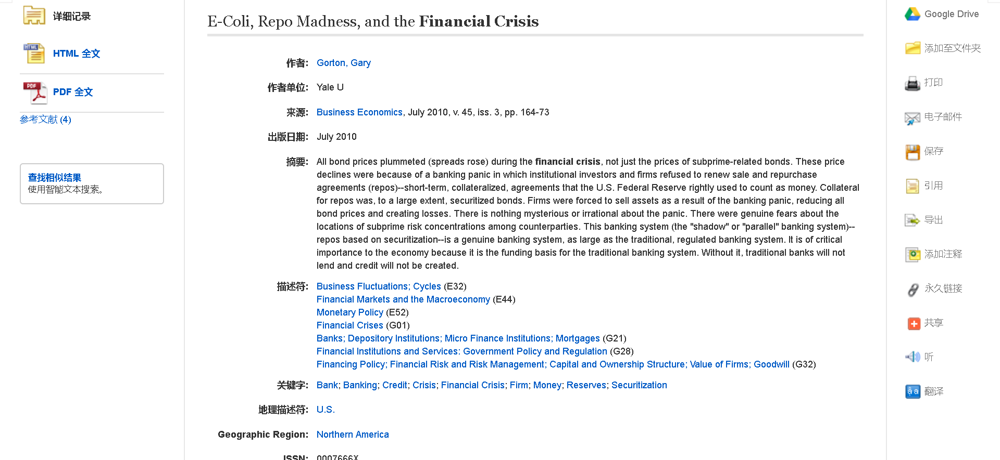 详细记录
HTML 全文
PDF 全文
参考文献 (4)
查找相似结果
使用智能文本搜索。
E-Coli, Repo Madness, and the Financial Crisis
作者: Gorton, Gary
作者单位: Yale U
来源: Business Economics, July 2010, v. 45, iss. 3, pp. 164-73
出版日期: July 2010
摘要: All bond prices plummeted (spreads rose) during the financial crisis, not just the prices of subprime-related bonds. These price
declines were because of a banking panic in which institutional investors and firms refused to renew sale and repurchase
agreements (repos)--short-term, collateralized, agreements that the U.S. Federal Reserve rightly used to count as money. Collateral
for repos was, to a large extent, securitized bonds. Firms were forced to sell assets as a result of the banking panic, reducing all
bond prices and creating losses. There is nothing mysterious or irrational about the panic. There were genuine fears about the
locations of subprime risk concentrations among counterparties. This banking system (the "shadow" or "parallel" banking system)--
repos based on securitization--is a genuine banking system, as large as the traditional, regulated banking system. It is of critical
importance to the economy because it is the funding basis for the traditional banking system. Without it, traditional banks will not
lend and credit will not be created.
描述符: Business Fluctuations; Cycles (E32)
Financial Markets and the Macroeconomy (E44)
Monetary Policy (E52)
Financial Crises (G01)
Banks; Depository Institutions; Micro Finance Institutions; Mortgages (G21)
Financial Institutions and Services: Government Policy and Regulation (G28)
Financing Policy; Financial Risk and Risk Management; Capital and Ownership Structure; Value of Firms; Goodwill (G32)
关键字: Bank; Banking; Credit; Crisis; Financial Crisis; Firm; Money; Reserves; Securitization
地理描述符: U.S.
Geographic Region: Northern America
ISSN: 0007666X
Google Drive
添加至文件夹
打印
电子邮件
保存
引用
导出
添加注释
永久链接
共享
听
翻译